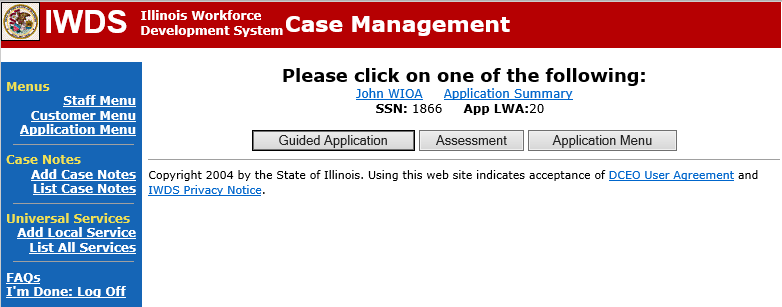 IWDS
Illinois Workforce
Development System
Case Management
Menus
Staff Menu
Customer Menu
Application Menu
Case Notes
Add Case Notes
List Case Notes
Universal Services
Add Local Service
List All Services
FAQs
I'm Done: Log Off
Please click on one of the following:
John WIOA Application Summary
SSN: 1866 App LWA:20
Guided Application Assessment Application Menu
Copyright 2004 by the State of Illinois. Using this web site indicates acceptance of DCEO User Agreement and
IWDS Privacy Notice.